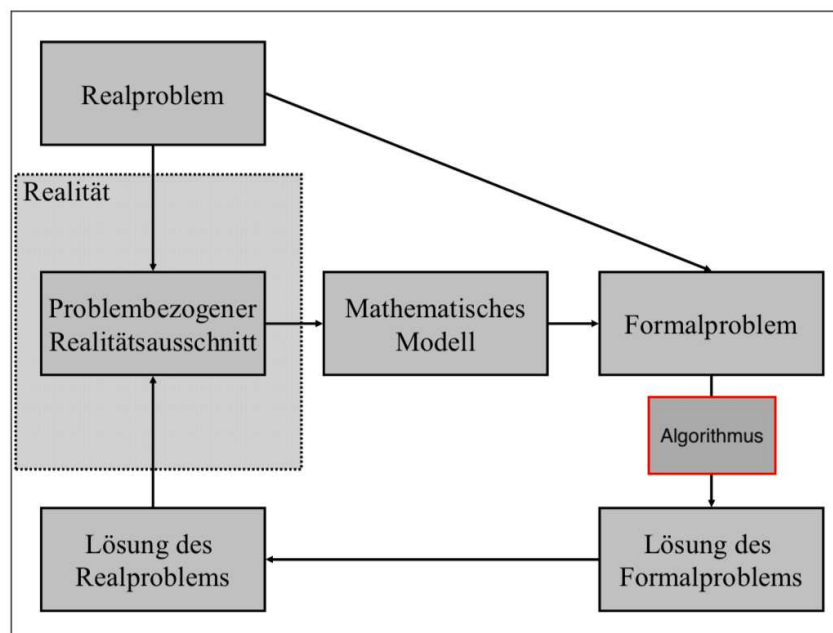 Realproblem
Realität
Problembezogener
Realitätsausschnitt
Mathematisches
Modell
Formalproblem
Algorithmus
Lösung des
Realproblems
Lösung des
Formalproblems